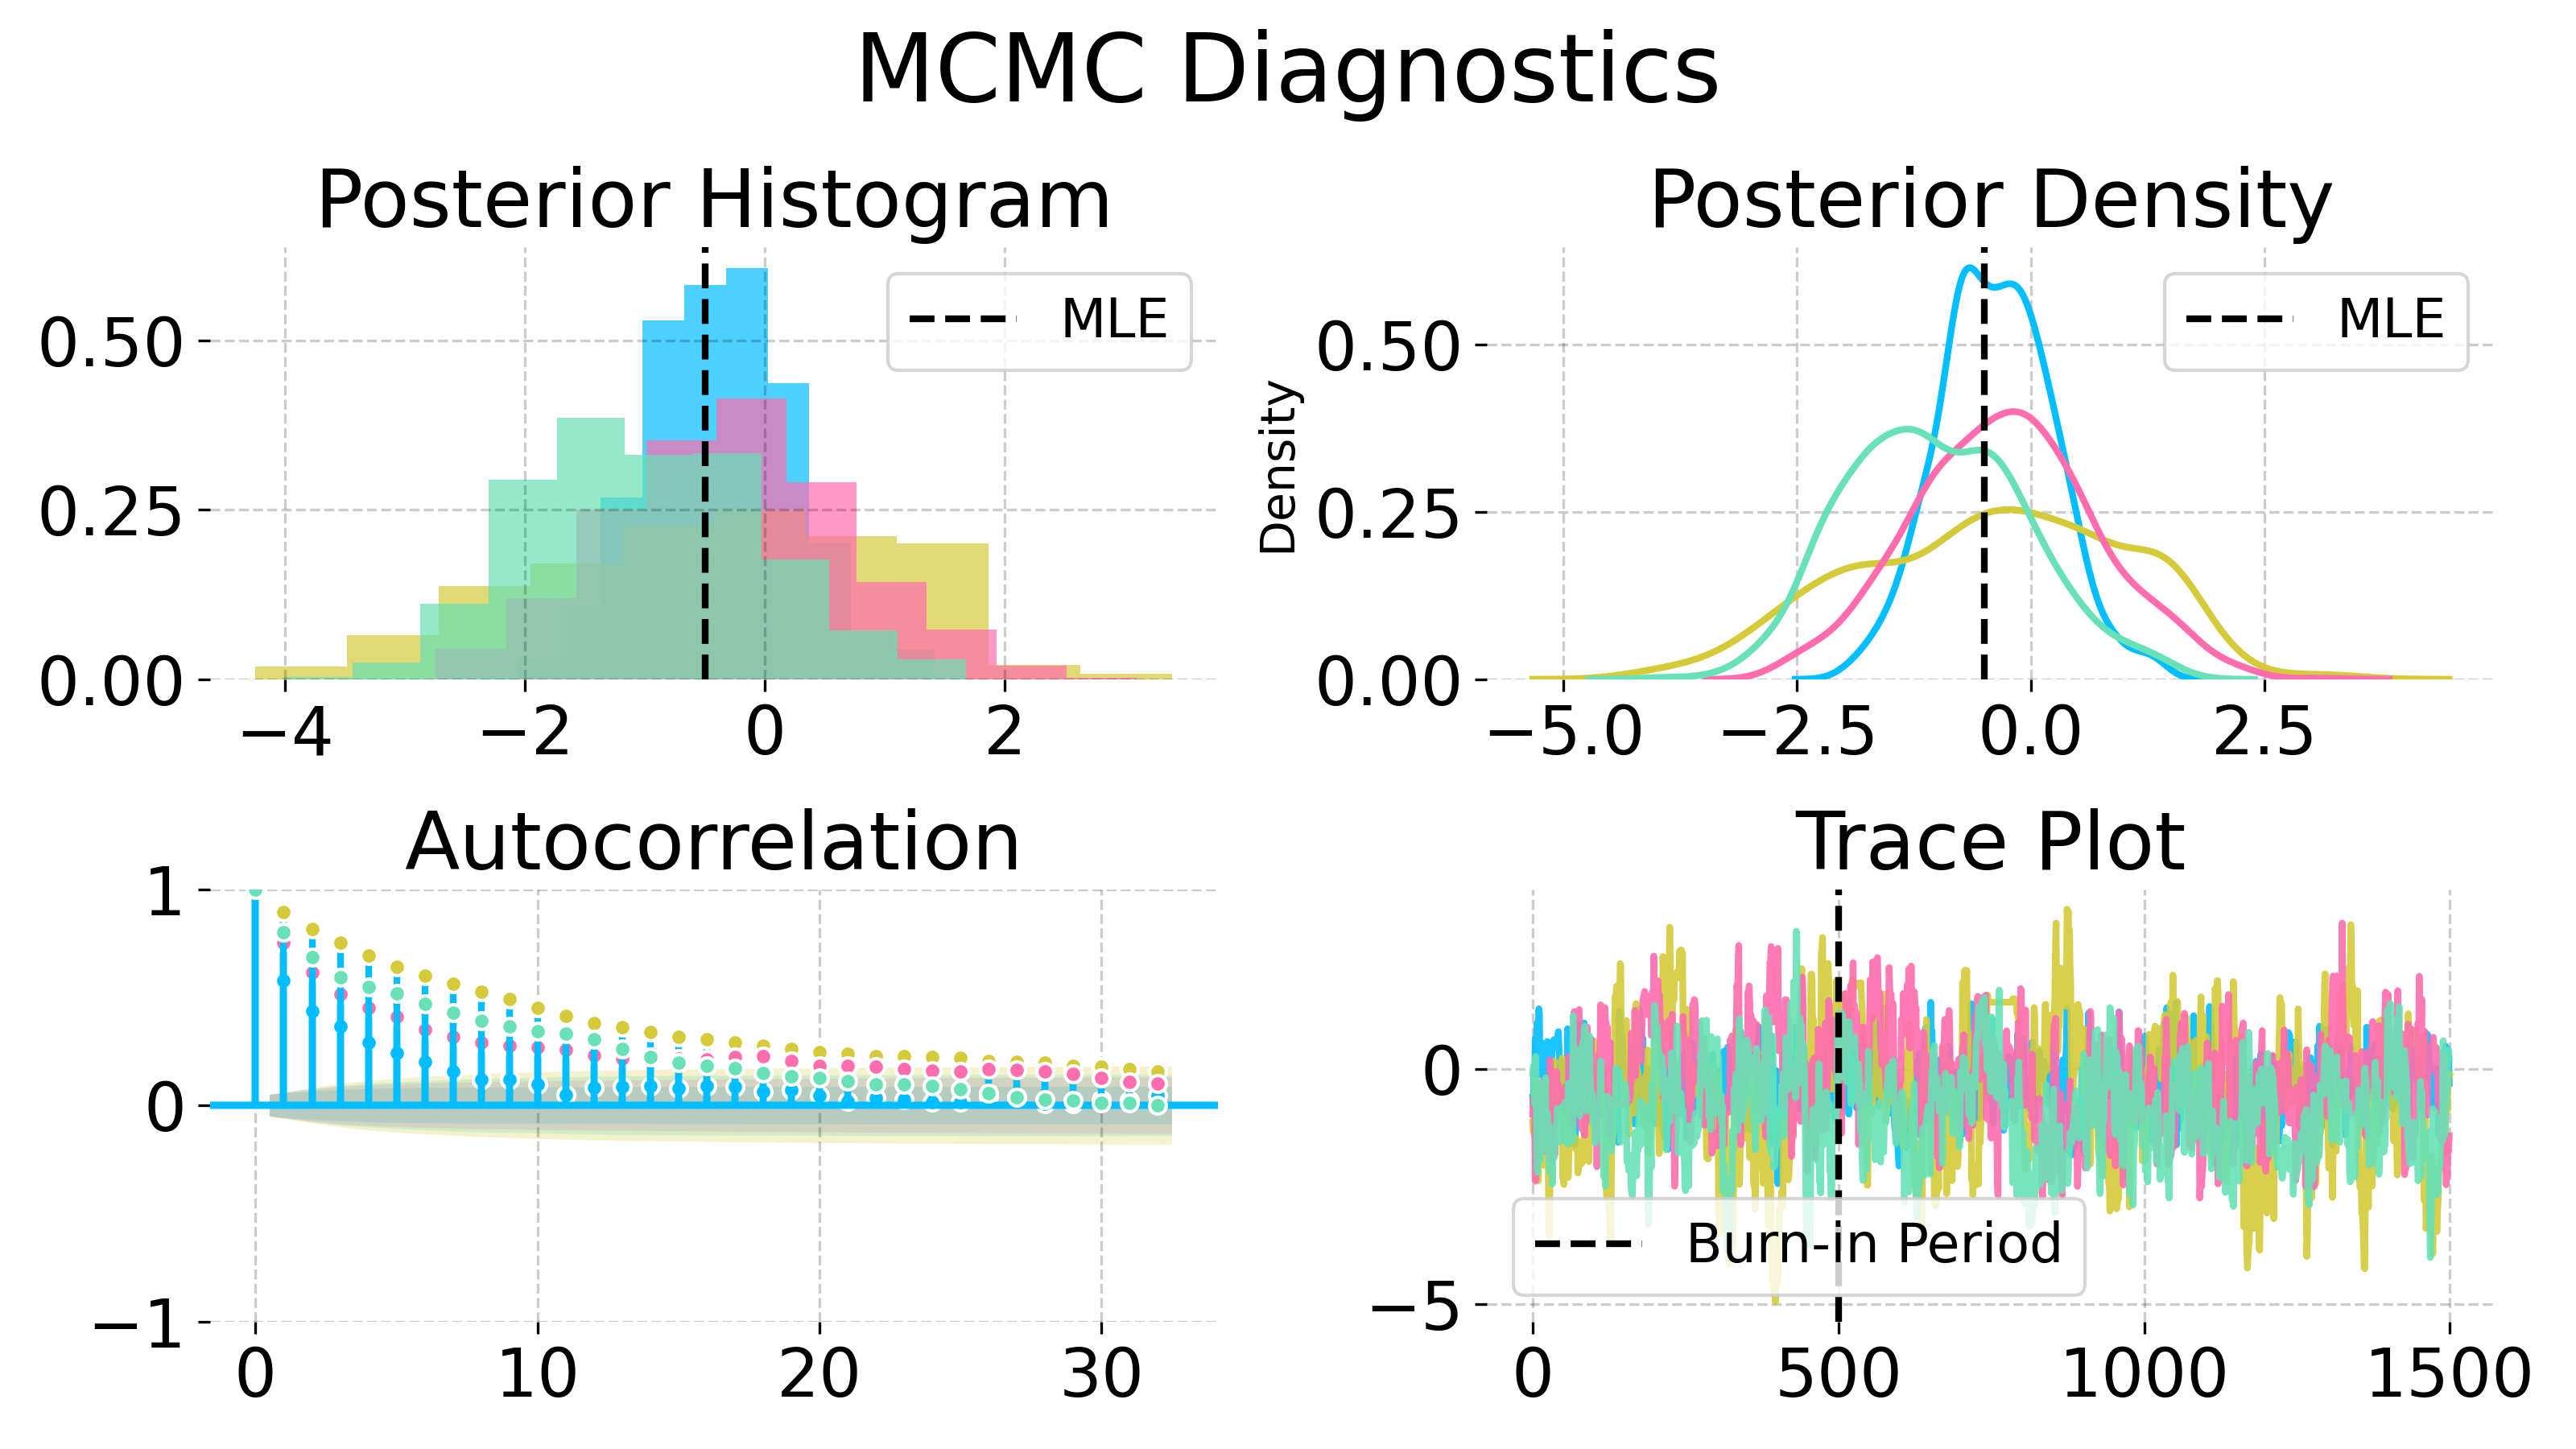 MCMC Diagnostics
Posterior Histogram
0.50
0.25
0.00
−4 −2 0 2
MLE
Posterior Density
Density
0.50
0.25
0.00
−5.0 −2.5 0.0 2.5
MLE
Autocorrelation
1
0
−1
0 10 20 30
Trace Plot
0
−5
0 500 1000 1500
Burn-in Period